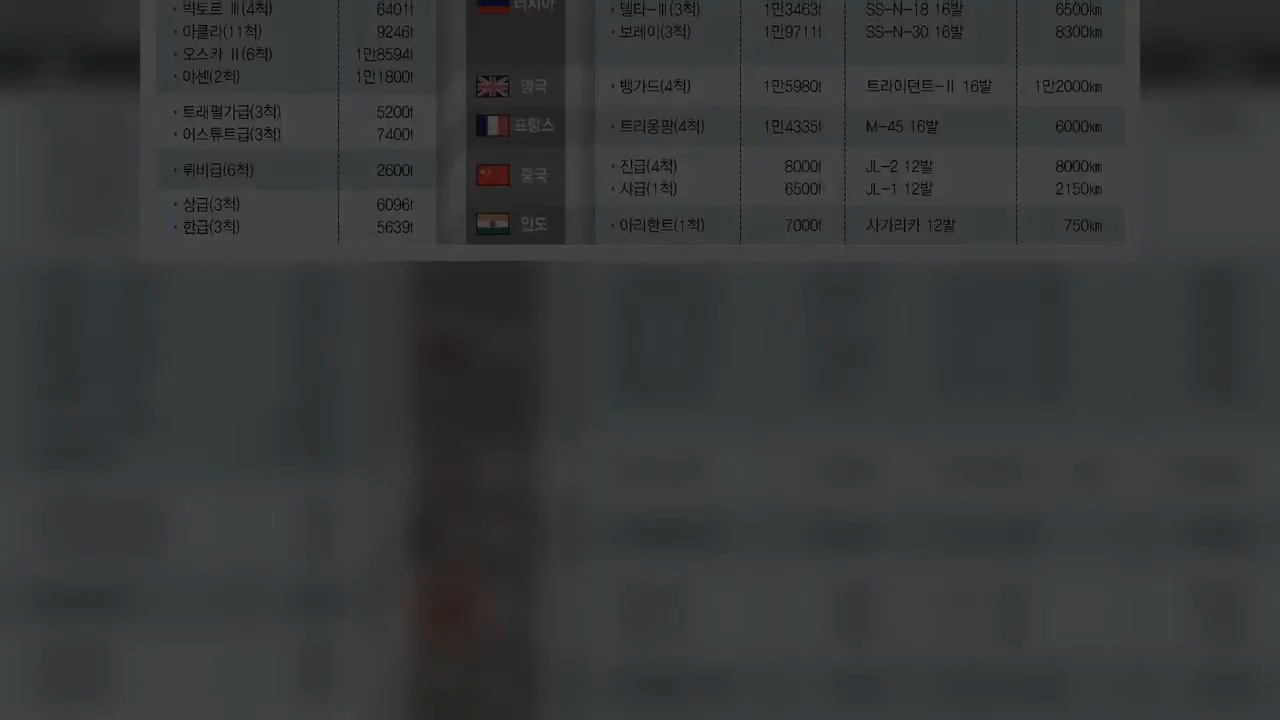 • 빅토르 Ⅲ(4척) 6401t 러시아 • 델타-Ⅲ(3척) 1만3463t SS-N-18 16발 6500㎞
• 아쿨라(11척) 9246t • 보레이(3척) 1만9711t SS-N-30 16발 8300㎞
• 오스카 Ⅱ(6척) 1만8594t
• 야센(2척) 1만1800t
영국 • 뱅가드(4척) 1만5980t 트라이던트-Ⅱ 16발 1만2000㎞
• 트래펄가급(3척) 5200t
• 어스튜트급(3척) 7400t
프랑스 • 트리옹팡(4척) 1만4335t M-45 16발 6000㎞
• 뤼비급(6척) 2600t
중국 • 진급(4척) 8000t JL-2 12발 8000㎞
• 샤급(1척) 6500t JL-1 12발 2150㎞
• 상급(3척) 6096t
• 한급(3척) 5639t
인도 • 아리한트(1척) 7000t 사가리카 12발 750㎞